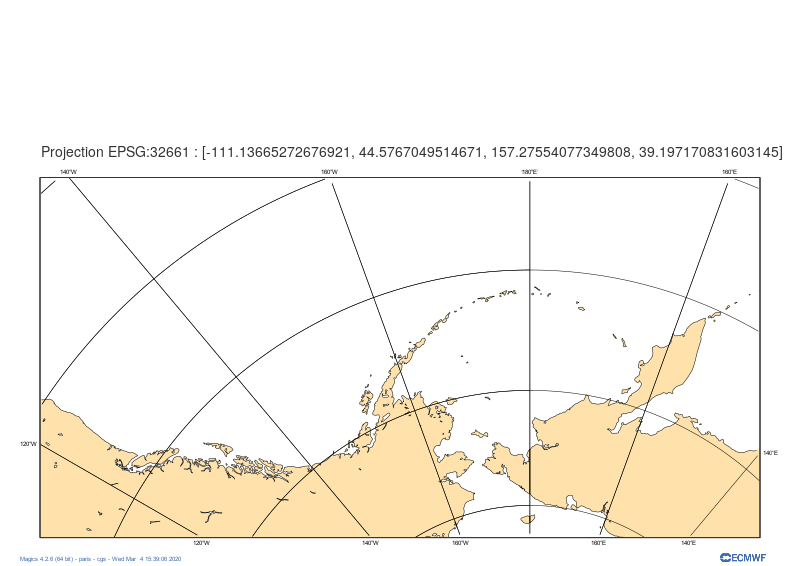 Projection EPSG:32661 : [-111.13665272676921, 44.5767049514671, 157.27554077349808, 39.197170831603145]
140°W 160°W 180°E 160°E
120°W
140°E
120°W 140°W 160°W 160°E 140°E
Magics 4.2.6 (64 bit) - paris - cgs - Wed Mar 4 15:39:06 2020
ECMWF